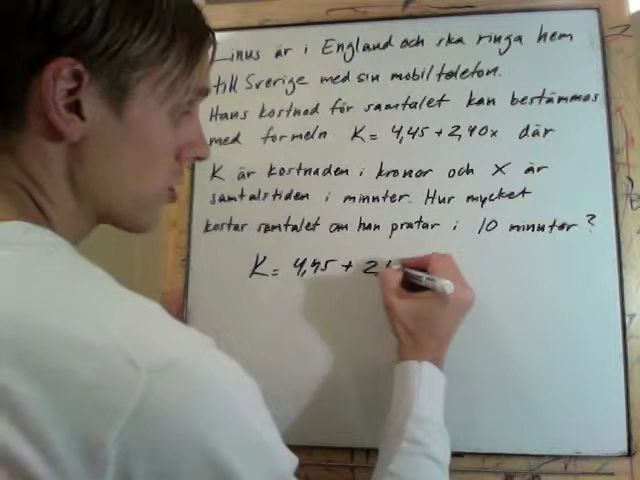 Linus är i England och ska ringa hem
till Sverige med sin mobiltelefon.
Hans kostnad för samtalet kan bestämmas
med formeln K = 4,45 + 2,40x där
K är kostnaden i kronor och X är
samtalstiden i minuter. Hur mycket
kostar samtalet om han pratar i 10 minuter?
K = 4,45 + 2